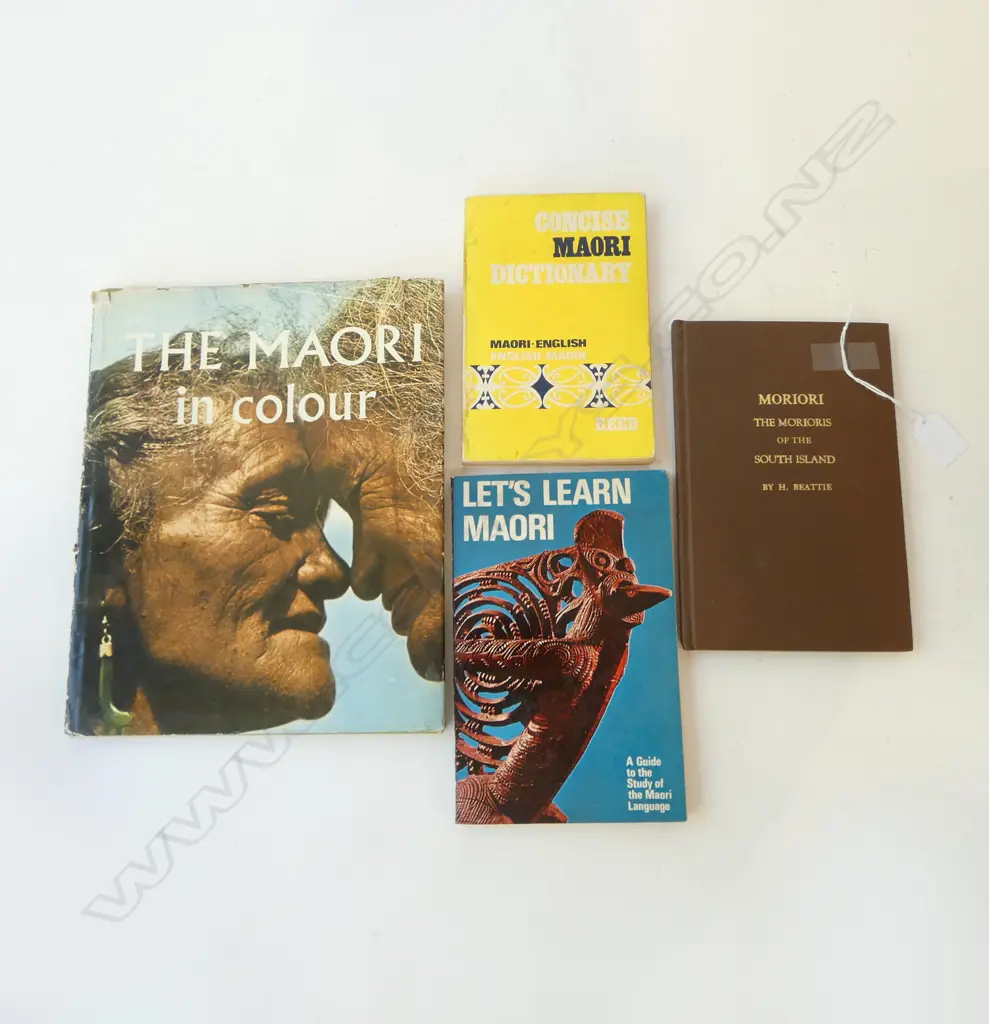 THE MAORI
in colour
CONCISE
MAORI
DICTIONARY
MAORI-ENGLISH
ENGLISH-MAORI
REED
LET'S LEARN
MAORI
A Guide
to the
Study of
the Maori
Language
MORIORI
THE MORIORIS
OF THE
SOUTH ISLAND
BY H. BEATTIE